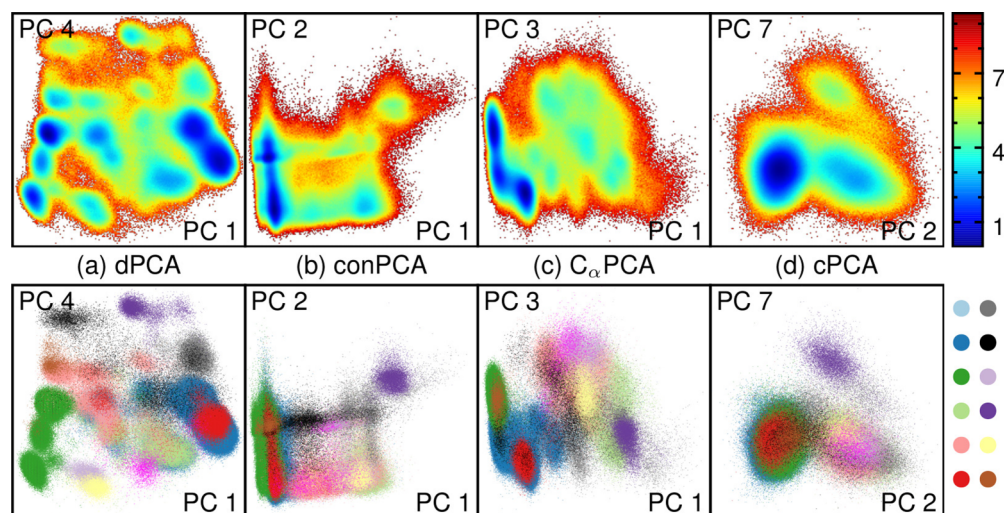 PC 4
PC 1
PC 2
PC 1
PC 3
PC 1
PC 7
PC 2
7
4
1
(a) dPCA
(b) conPCA
(c) CαPCA
(d) cPCA
PC 4
PC 1
PC 2
PC 1
PC 3
PC 1
PC 7
PC 2